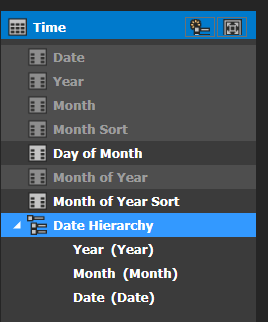 Time
Date
Year
Month
Month Sort
Day of Month
Month of Year
Month of Year Sort
Date Hierarchy
Year (Year)
Month (Month)
Date (Date)